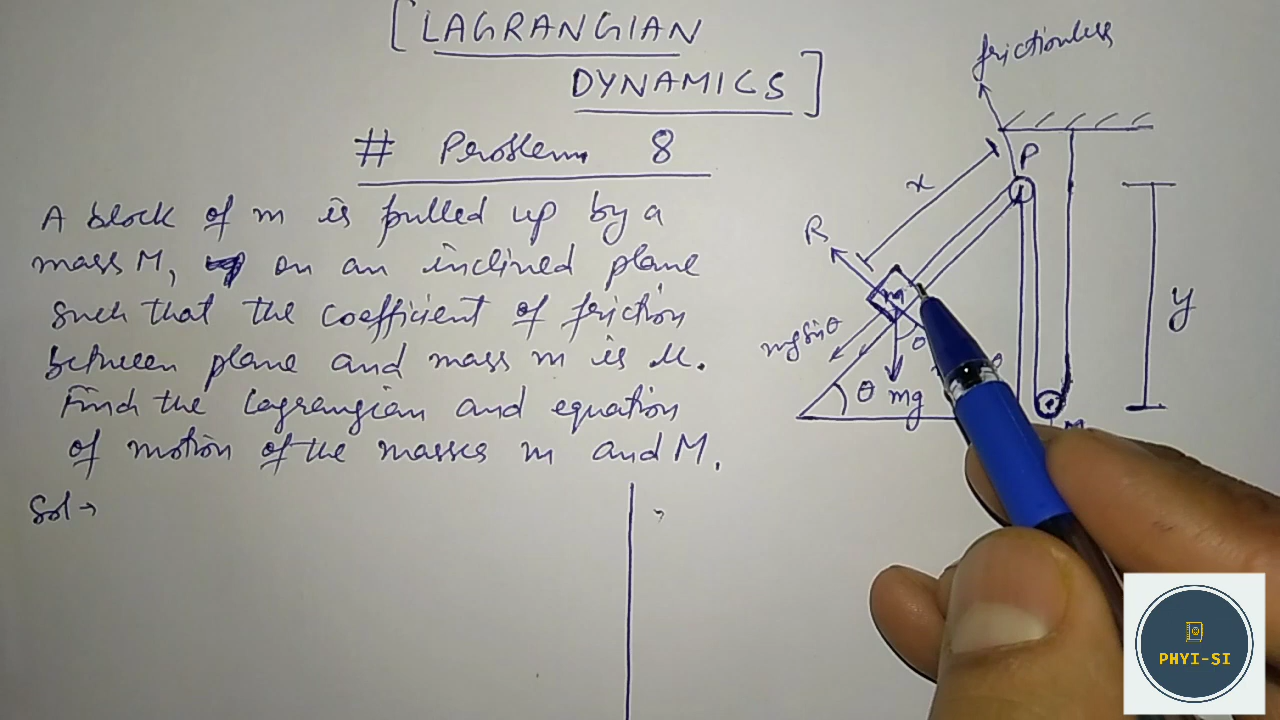 [LAGRANGIAN
DYNAMICS]
# Problem 8
A block of m is pulled up by a
mass M, on an inclined plane
such that the coefficient of friction
between plane and mass m is μ.
Find the Lagrangian and equation
of motion of the masses m and M.
Sol →
frictionless
P
x
R
m
mg sinθ
θ
θ
mg
θ
y
M
PHYI-SI